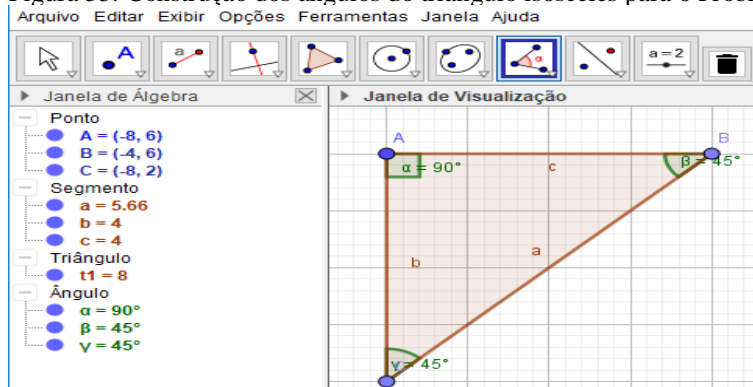 Arquivo Editar Exibir Opções Ferramentas Janela Ajuda
A
a
α
a=2
Janela de Álgebra
Janela de Visualização
Ponto
A = (-8, 6)
B = (-4, 6)
C = (-8, 2)
Segmento
a = 5.66
b = 4
c = 4
Triângulo
t1 = 8
Ângulo
α = 90°
β = 45°
γ = 45°
A
B
α = 90°
c
β = 45°
b
a
γ = 45°